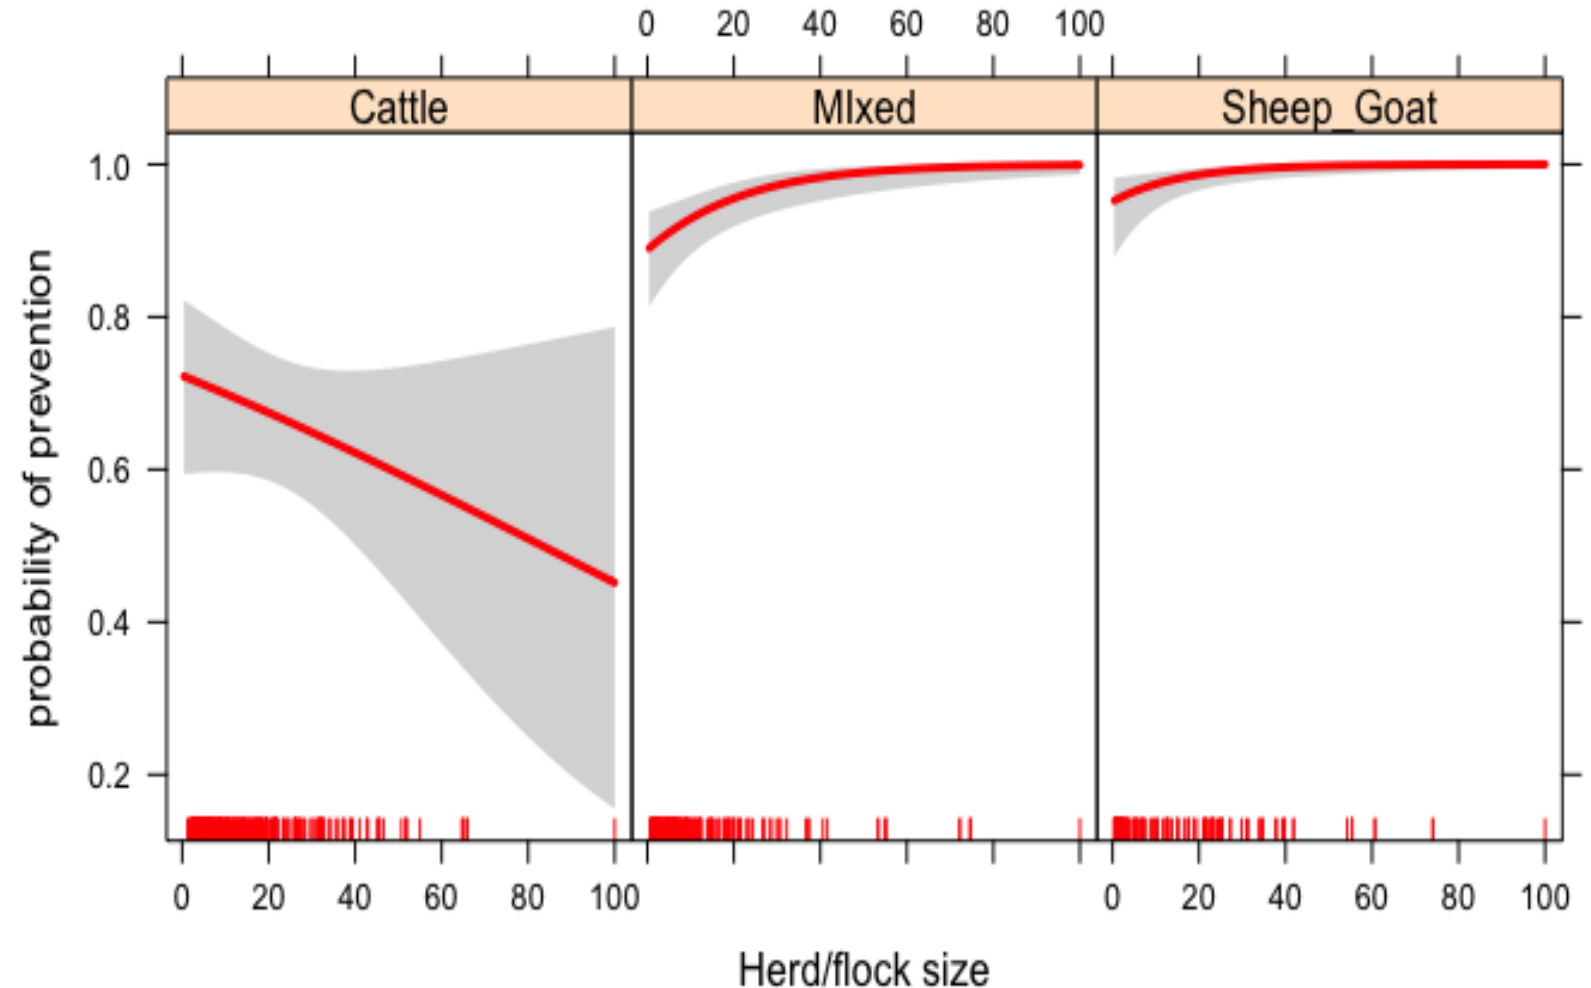 0 20 40 60 80 100
Cattle MIxed Sheep_Goat
1.0
0.8
0.6
0.4
0.2
probability of prevention
0 20 40 60 80 100 0 20 40 60 80 100
Herd/flock size